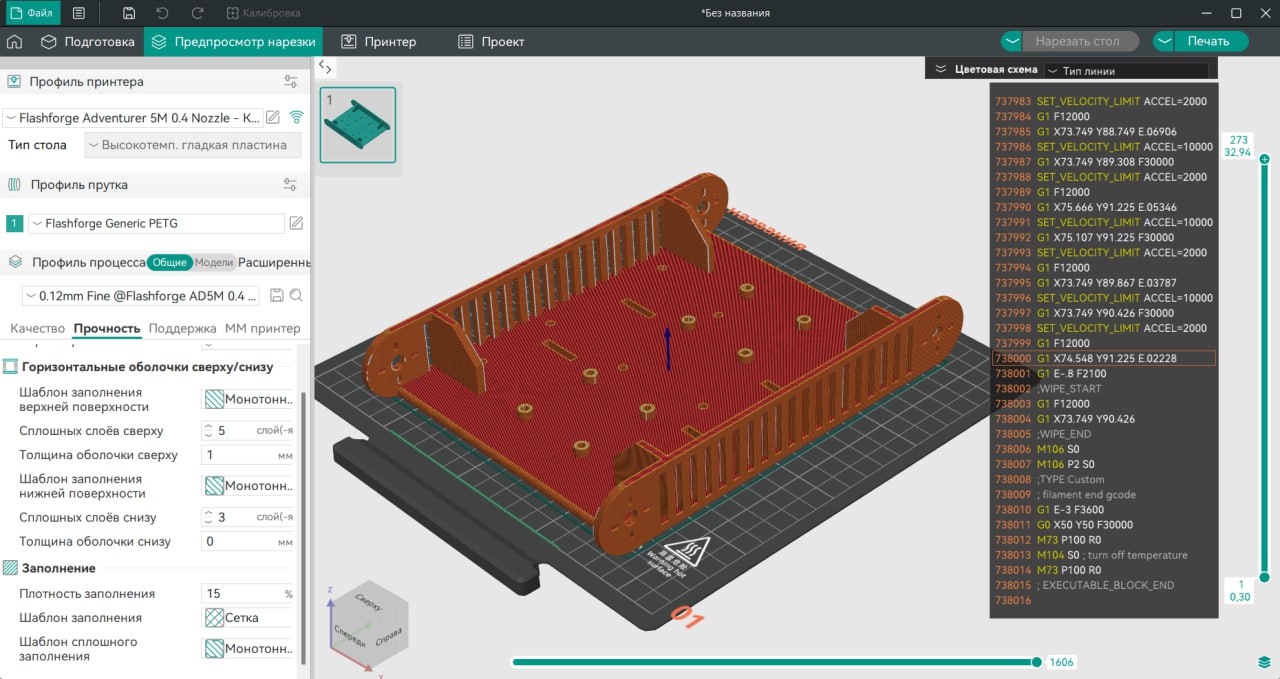 Файл
Калибровка
*Без названия
Подготовка
Предпросмотр нарезки
Принтер
Проект
Нарезать стол
Печать
Профиль принтера
Flashforge Adventurer 5M 0.4 Nozzle - К...
Тип стола
Высокотемп. гладкая пластина
Профиль прутка
1
Flashforge Generic PETG
Профиль процесса
Общие
Модели
Расширеннь
0.12mm Fine @Flashforge AD5M 0.4 ...
Качество
Прочность
Поддержка
ММ принтер
Горизонтальные оболочки сверху/снизу
Шаблон заполнения
верхней поверхности
Монотонн..
Сплошных слоёв сверху
5
слой(-я
Толщина оболочки сверху
1
мм
Шаблон заполнения
нижней поверхности
Монотонн..
Сплошных слоёв снизу
3
слой(-я
Толщина оболочки снизу
0
мм
Заполнение
Плотность заполнения
15
%
Шаблон заполнения
Сетка
Шаблон сплошного
заполнения
Монотонн..
1
названия
高温危险
Warning hot
surface
01
Сверху
Спереди
Справа
z
x
Цветовая схема
Тип линии
737983 SET_VELOCITY_LIMIT ACCEL=2000
737984 G1 F12000
737985 G1 X73.749 Y88.749 E.06906
737986 SET_VELOCITY_LIMIT ACCEL=10000
737987 G1 X73.749 Y89.308 F30000
737988 SET_VELOCITY_LIMIT ACCEL=2000
737989 G1 F12000
737990 G1 X75.666 Y91.225 E.05346
737991 SET_VELOCITY_LIMIT ACCEL=10000
737992 G1 X75.107 Y91.225 F30000
737993 SET_VELOCITY_LIMIT ACCEL=2000
737994 G1 F12000
737995 G1 X73.749 Y89.867 E.03787
737996 SET_VELOCITY_LIMIT ACCEL=10000
737997 G1 X73.749 Y90.426 F30000
737998 SET_VELOCITY_LIMIT ACCEL=2000
737999 G1 F12000
738000 G1 X74.548 Y91.225 E.02228
738001 G1 E-.8 F2100
738002 ;WIPE_START
738003 G1 F12000
738004 G1 X73.749 Y90.426
738005 ;WIPE_END
738006 M106 S0
738007 M106 P2 S0
738008 ;TYPE:Custom
738009 ; filament end gcode
738010 G1 E-3 F3600
738011 G0 X50 Y50 F30000
738012 M73 P100 R0
738013 M104 S0 ; turn off temperature
738014 M73 P100 R0
738015 ; EXECUTABLE_BLOCK_END
738016
273
32,94
1
0,30
1606